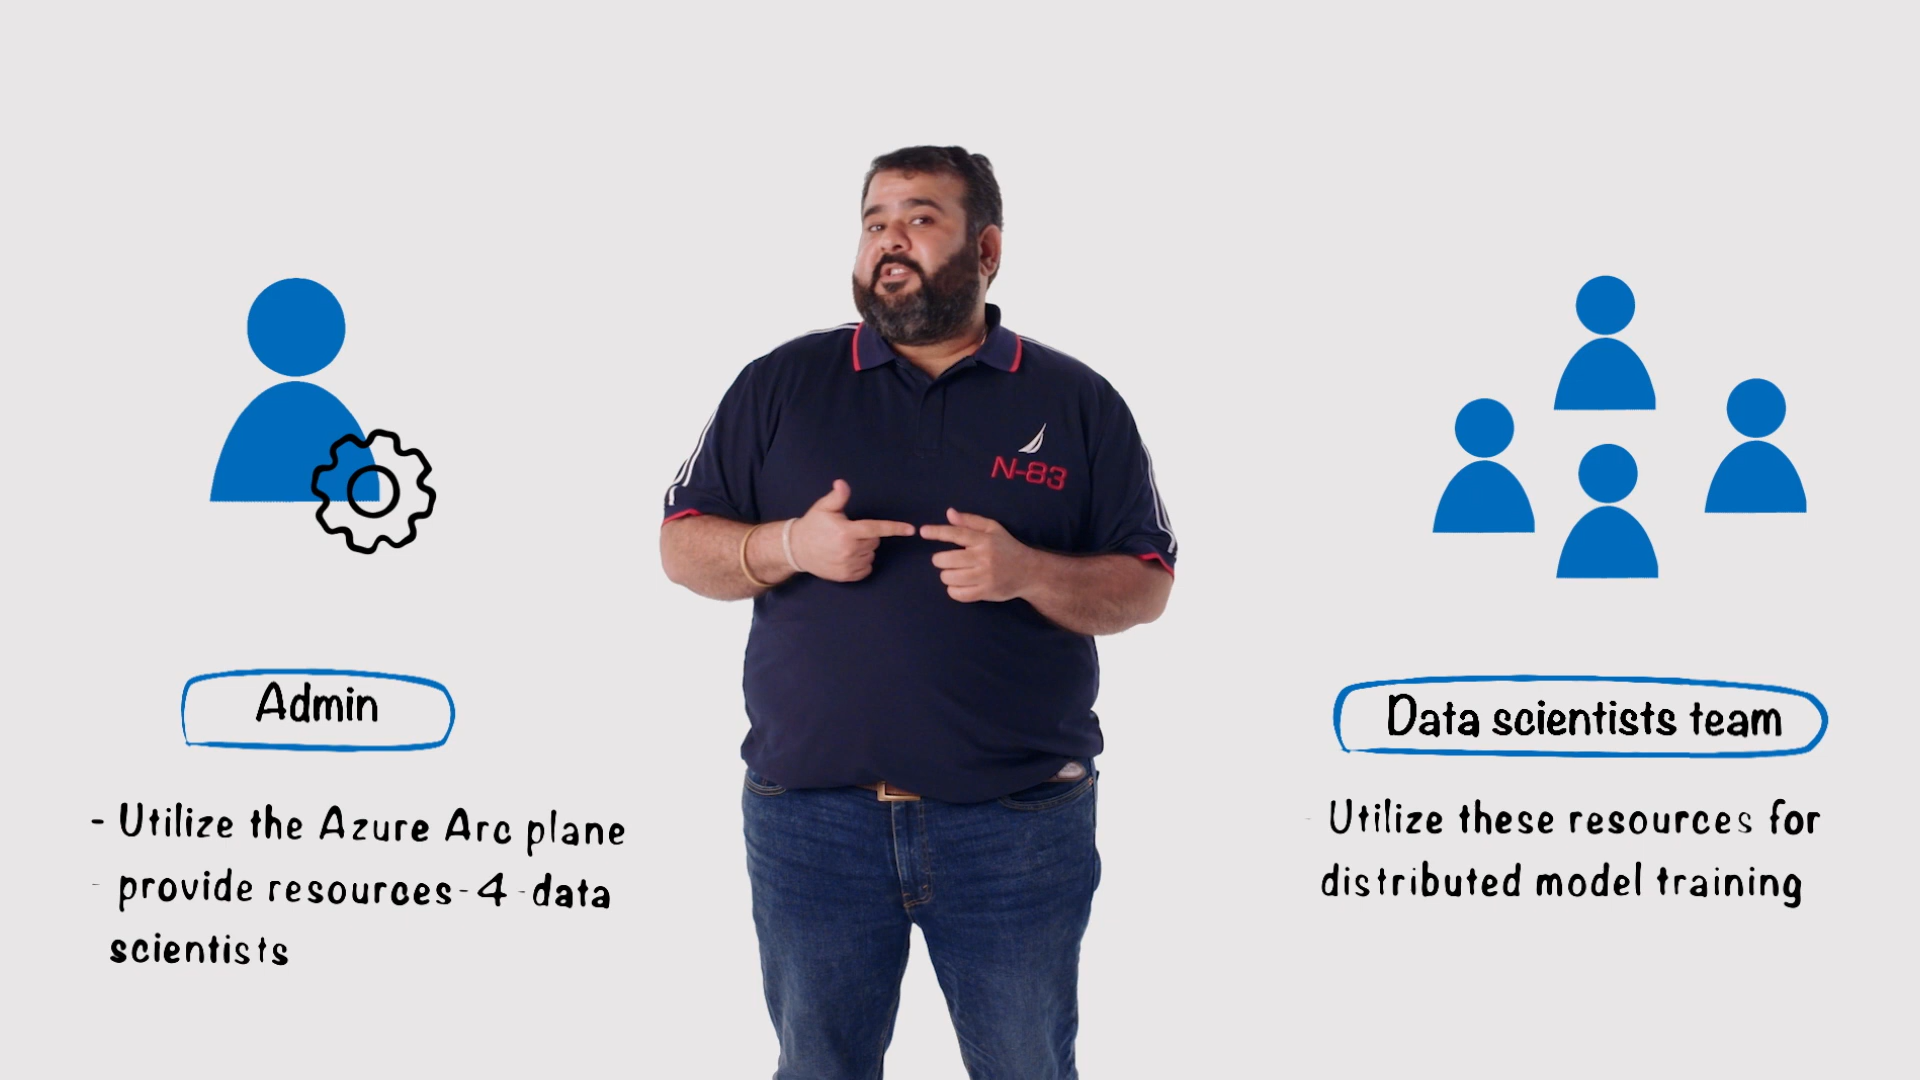 N-83
Admin
- Utilize the Azure Arc plane
- provide resources-4-data
scientists
Data scientists team
- Utilize these resources for
distributed model training